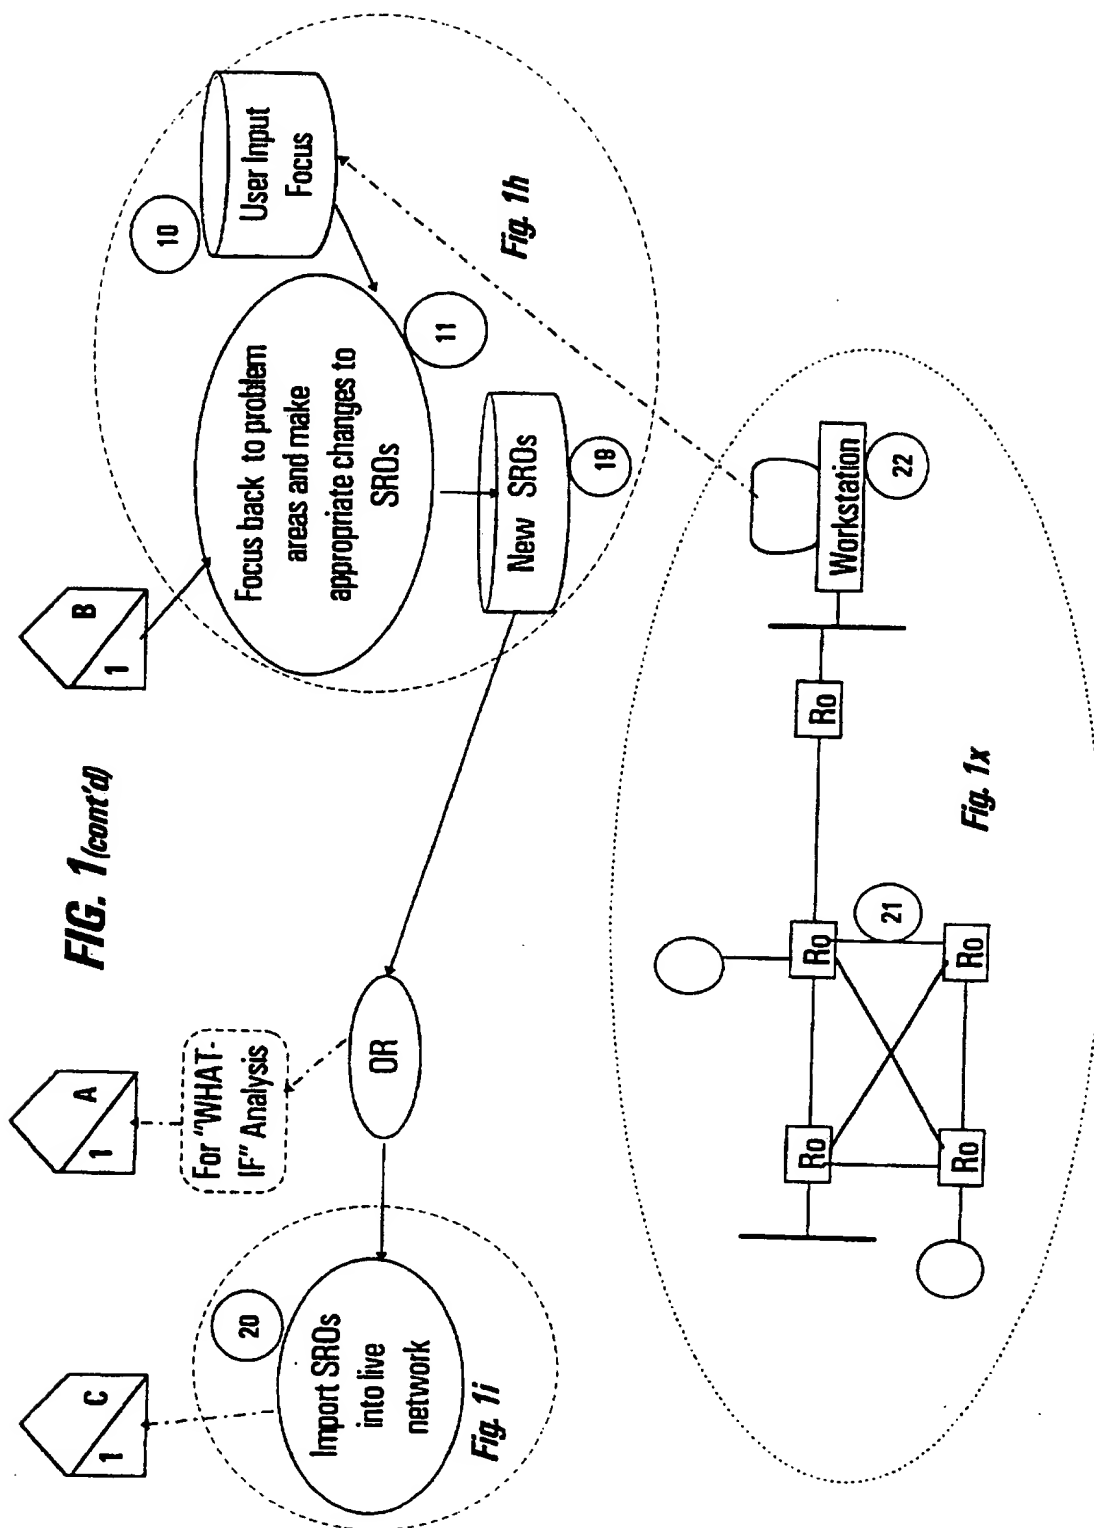 FIG. 1 (cont'd)
C
1
A
1
B
1
20
Import SROs
into live
network
Fig. 1i
For "WHAT-
IF" Analysis
OR
10
User Input
Focus
Focus back to problem
areas and make
appropriate changes to
SROs
11
New SROs
19
Fig. 1h
Ro
Ro
21
Ro
Ro
Ro
Workstation
22
Fig. 1x